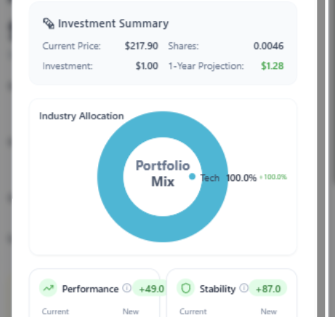 Investment Summary
Current Price: $217.90 Shares: 0.0046
Investment: $1.00 1-Year Projection: $1.28
Industry Allocation
Portfolio
Mix
Tech 100.0% +100.0%
Performance +49.0 Stability +87.0
Current New Current New